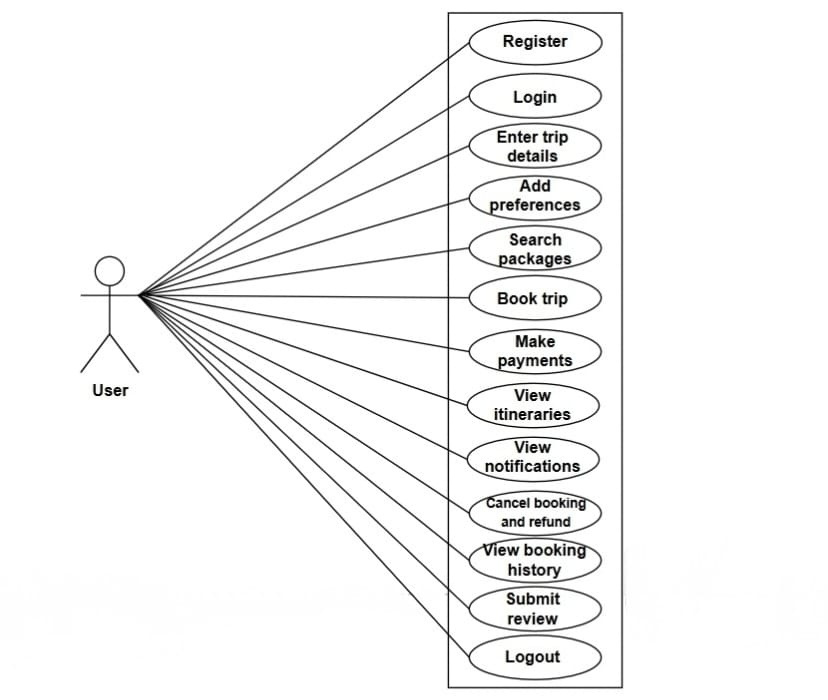 Register
Login
Enter trip
details
Add
preferences
Search
packages
Book trip
Make
payments
View
itineraries
View
notifications
Cancel booking
and refund
View booking
history
Submit
review
Logout
User